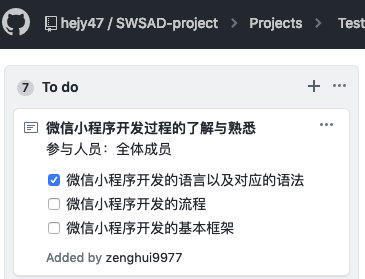 hejy47 / SWSAD-project Projects Test
7 To do
微信小程序开发过程的了解与熟悉
参与人员：全体成员
微信小程序开发的语言以及对应的语法
微信小程序开发的流程
微信小程序开发的基本框架
Added by zenghui9977